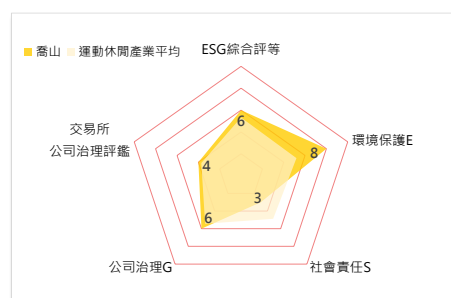 喬山 運動休閒產業平均
ESG綜合評等
環境保護E
社會責任S
公司治理G
交易所
公司治理評鑑
6
8
3
6
4